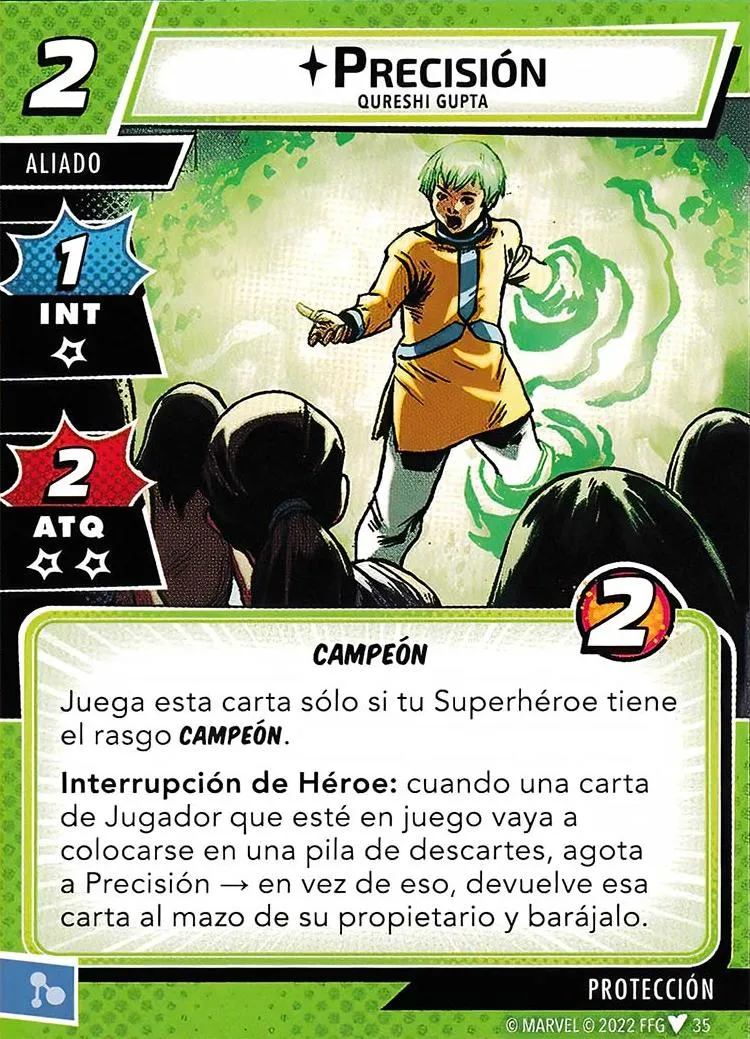 2
PRECISIÓN
QURESHI GUPTA
ALIADO
1
INT
2
ATQ
2
CAMPEÓN
Juega esta carta sólo si tu Superhéroe tiene
el rasgo CAMPEÓN.
Interrupción de Héroe: cuando una carta
de Jugador que esté en juego vaya a
colocarse en una pila de descartes, agota
a Precisión → en vez de eso, devuelve esa
carta al mazo de su propietario y barájalo.
PROTECCIÓN
© MARVEL © 2022 FFG 35